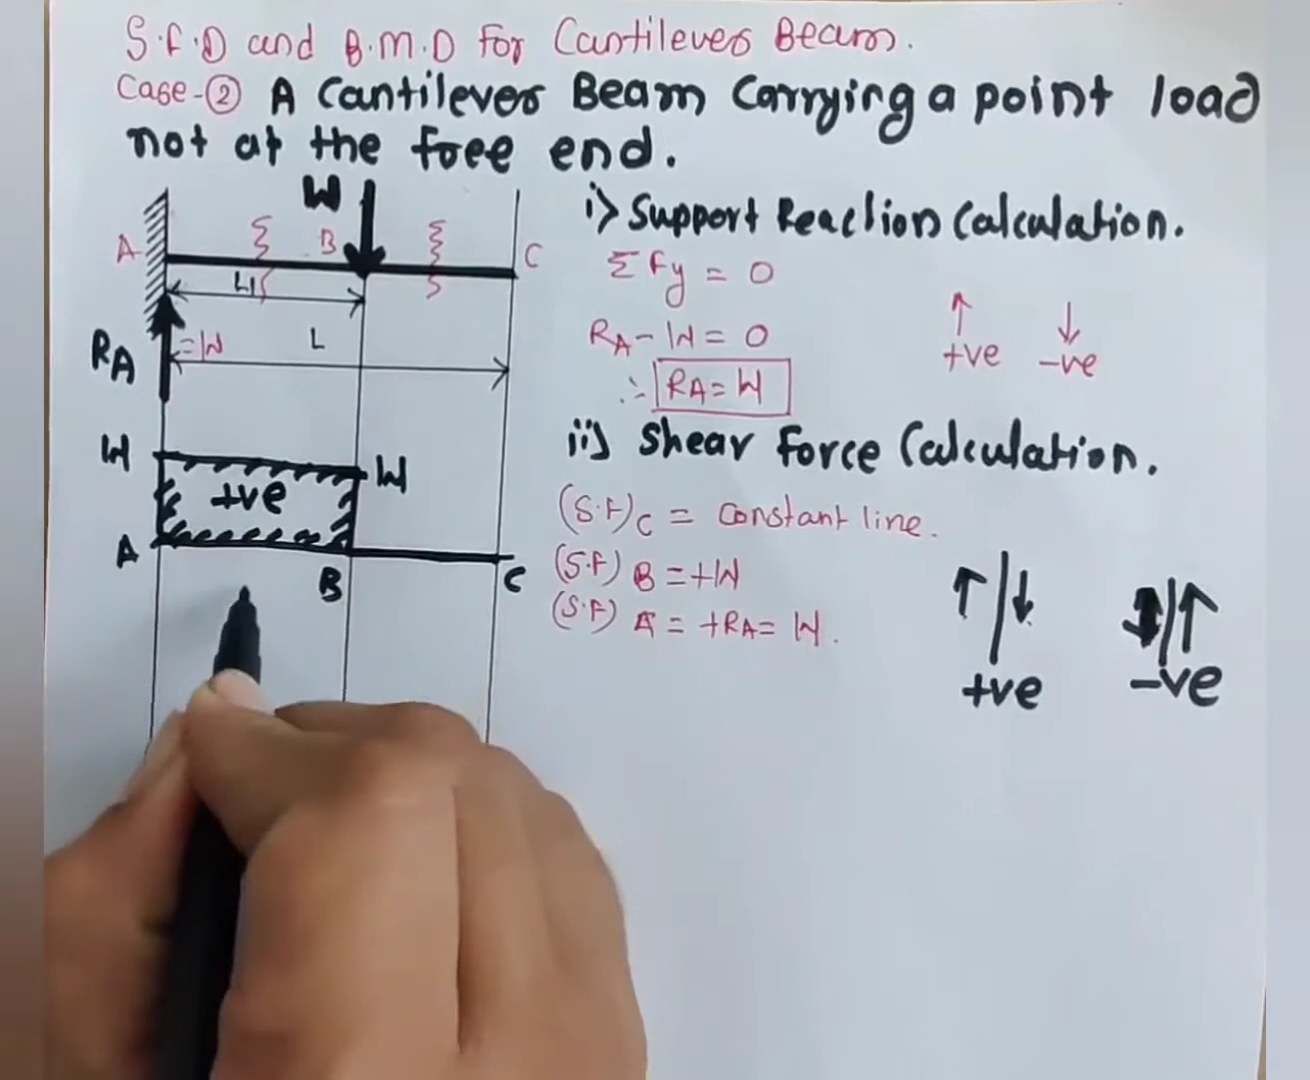 S.F.D and B.M.D For Cantilever Beam.
Case-② A Cantilever Beam Carrying a point load
not at the free end.
W
A B C
L1
L
RA =W
i) Support Reaction Calculation.
ΣFy = 0
RA - W = 0
∴ RA = W
↑ ↓
+ve -ve
W +ve W
A B C
ii) Shear Force Calculation.
(S.F)C = Constant line.
(S.F) B = +W
(S.F) A = +RA = W.
↑|↓ ↓|↑
+ve -ve